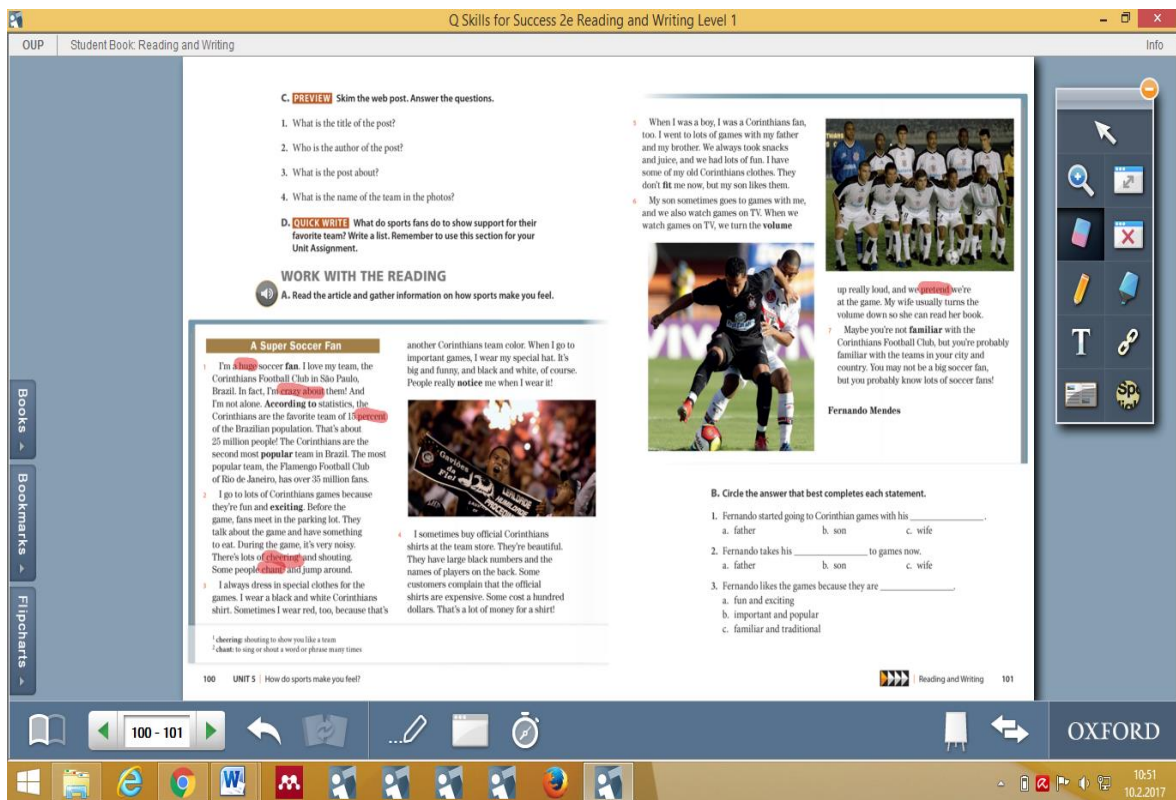 Q Skills for Success 2e Reading and Writing Level 1
OUP
Student Book: Reading and Writing
Info
C. PREVIEW Skim the web post. Answer the questions.
1. What is the title of the post?
2. Who is the author of the post?
3. What is the post about?
4. What is the name of the team in the photos?
D. QUICK WRITE What do sports fans do to show support for their
favorite team? Write a list. Remember to use this section for your
Unit Assignment.
WORK WITH THE READING
A. Read the article and gather information on how sports make you feel.
A Super Soccer Fan
1 I'm a huge soccer fan. I love my team, the
Corinthians Football Club in São Paulo,
Brazil. In fact, I'm crazy about them! And
I'm not alone. According to statistics, the
Corinthians are the favorite team of 15 percent
of the Brazilian population. That's about
25 million people! The Corinthians are the
second most popular team in Brazil. The most
popular team, the Flamengo Football Club
of Rio de Janeiro, has over 35 million fans.
2 I go to lots of Corinthians games because
they're fun and exciting. Before the
game, fans meet in the parking lot. They
talk about the game and have something
to eat. During the game, it's very noisy.
There's lots of cheering¹ and shouting.
Some people chant² and jump around.
3 I always dress in special clothes for the
games. I wear a black and white Corinthians
shirt. Sometimes I wear red, too, because that's
another Corinthians team color. When I go to
important games, I wear my special hat. It's
big and funny, and black and white, of course.
People really notice me when I wear it!
Gaviões
da
Fiel
4 I sometimes buy official Corinthians
shirts at the team store. They're beautiful.
They have large black numbers and the
names of players on the back. Some
customers complain that the official
shirts are expensive. Some cost a hundred
dollars. That's a lot of money for a shirt!
¹ cheering: shouting to show you like a team
² chant: to sing or shout a word or phrase many times
100 UNIT 5 | How do sports make you feel?
5 When I was a boy, I was a Corinthians fan,
too. I went to lots of games with my father
and my brother. We always took snacks
and juice, and we had lots of fun. I have
some of my old Corinthians clothes. They
don't fit me now, but my son likes them.
6 My son sometimes goes to games with me,
and we also watch games on TV. When we
watch games on TV, we turn the volume
up really loud, and we pretend we're
at the game. My wife usually turns the
volume down so she can read her book.
7 Maybe you're not familiar with the
Corinthians Football Club, but you're probably
familiar with the teams in your city and
country. You may not be a big soccer fan,
but you probably know lots of soccer fans!
Fernando Mendes
B. Circle the answer that best completes each statement.
1. Fernando started going to Corinthian games with his ______________.
a. father b. son c. wife
2. Fernando takes his ______________ to games now.
a. father b. son c. wife
3. Fernando likes the games because they are ______________.
a. fun and exciting
b. important and popular
c. familiar and traditional
Reading and Writing 101
Books
Bookmarks
Flipcharts
T
100 - 101
OXFORD
10:51
10.2.2017